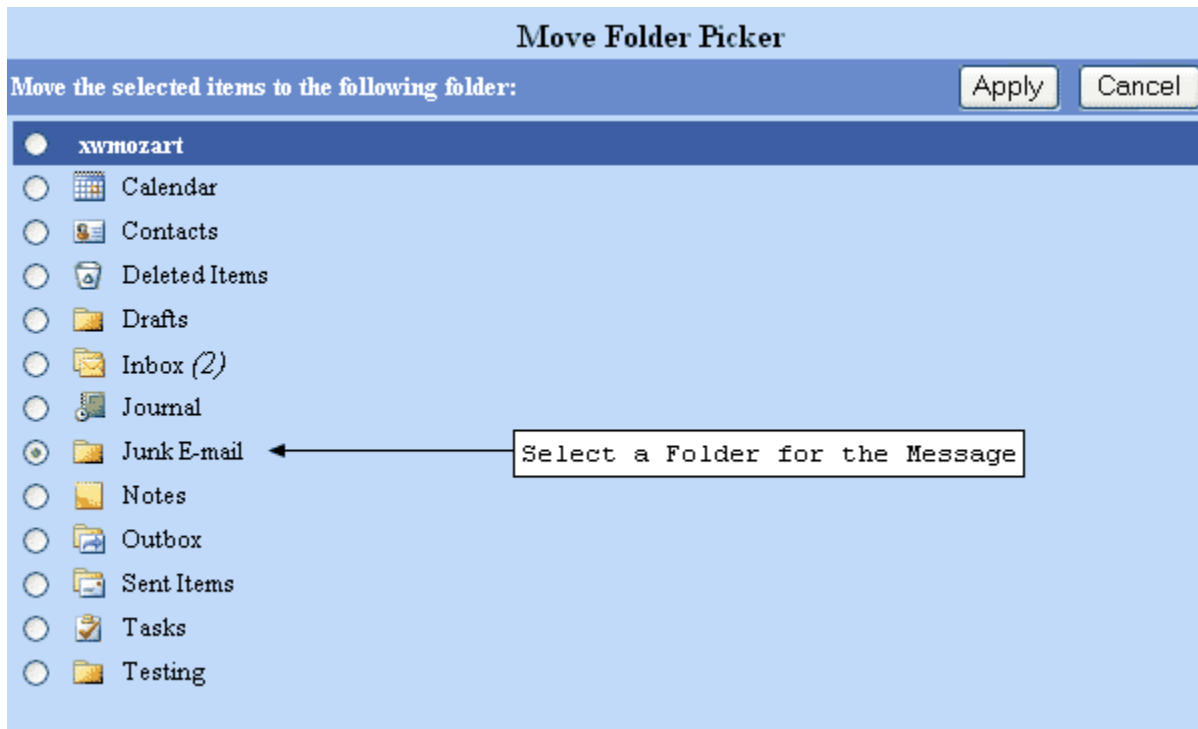 Move Folder Picker
Move the selected items to the following folder:
Apply
Cancel
xwmozart
Calendar
Contacts
Deleted Items
Drafts
Inbox (2)
Journal
Junk E-mail
Select a Folder for the Message
Notes
Outbox
Sent Items
Tasks
Testing